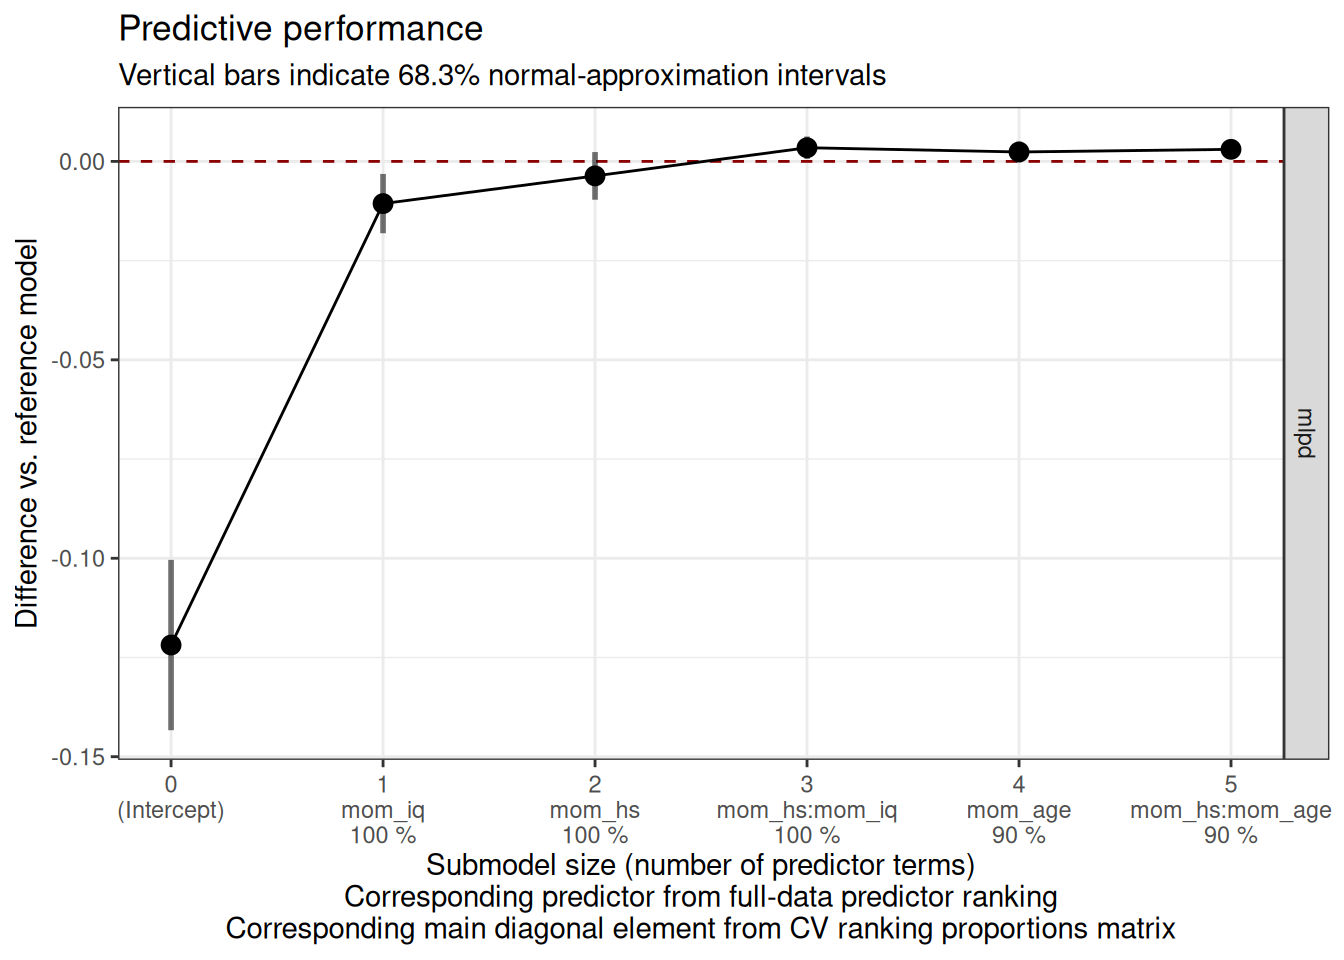 Predictive performance
Vertical bars indicate 68.3% normal-approximation intervals
Difference vs. reference model
0.00
-0.05
-0.10
-0.15
mlpd
0 1 2 3 4 5
(Intercept) mom_iq mom_hs mom_hs:mom_iq mom_age mom_hs:mom_age
100 % 100 % 100 % 90 % 90 %
Submodel size (number of predictor terms)
Corresponding predictor from full-data predictor ranking
Corresponding main diagonal element from CV ranking proportions matrix